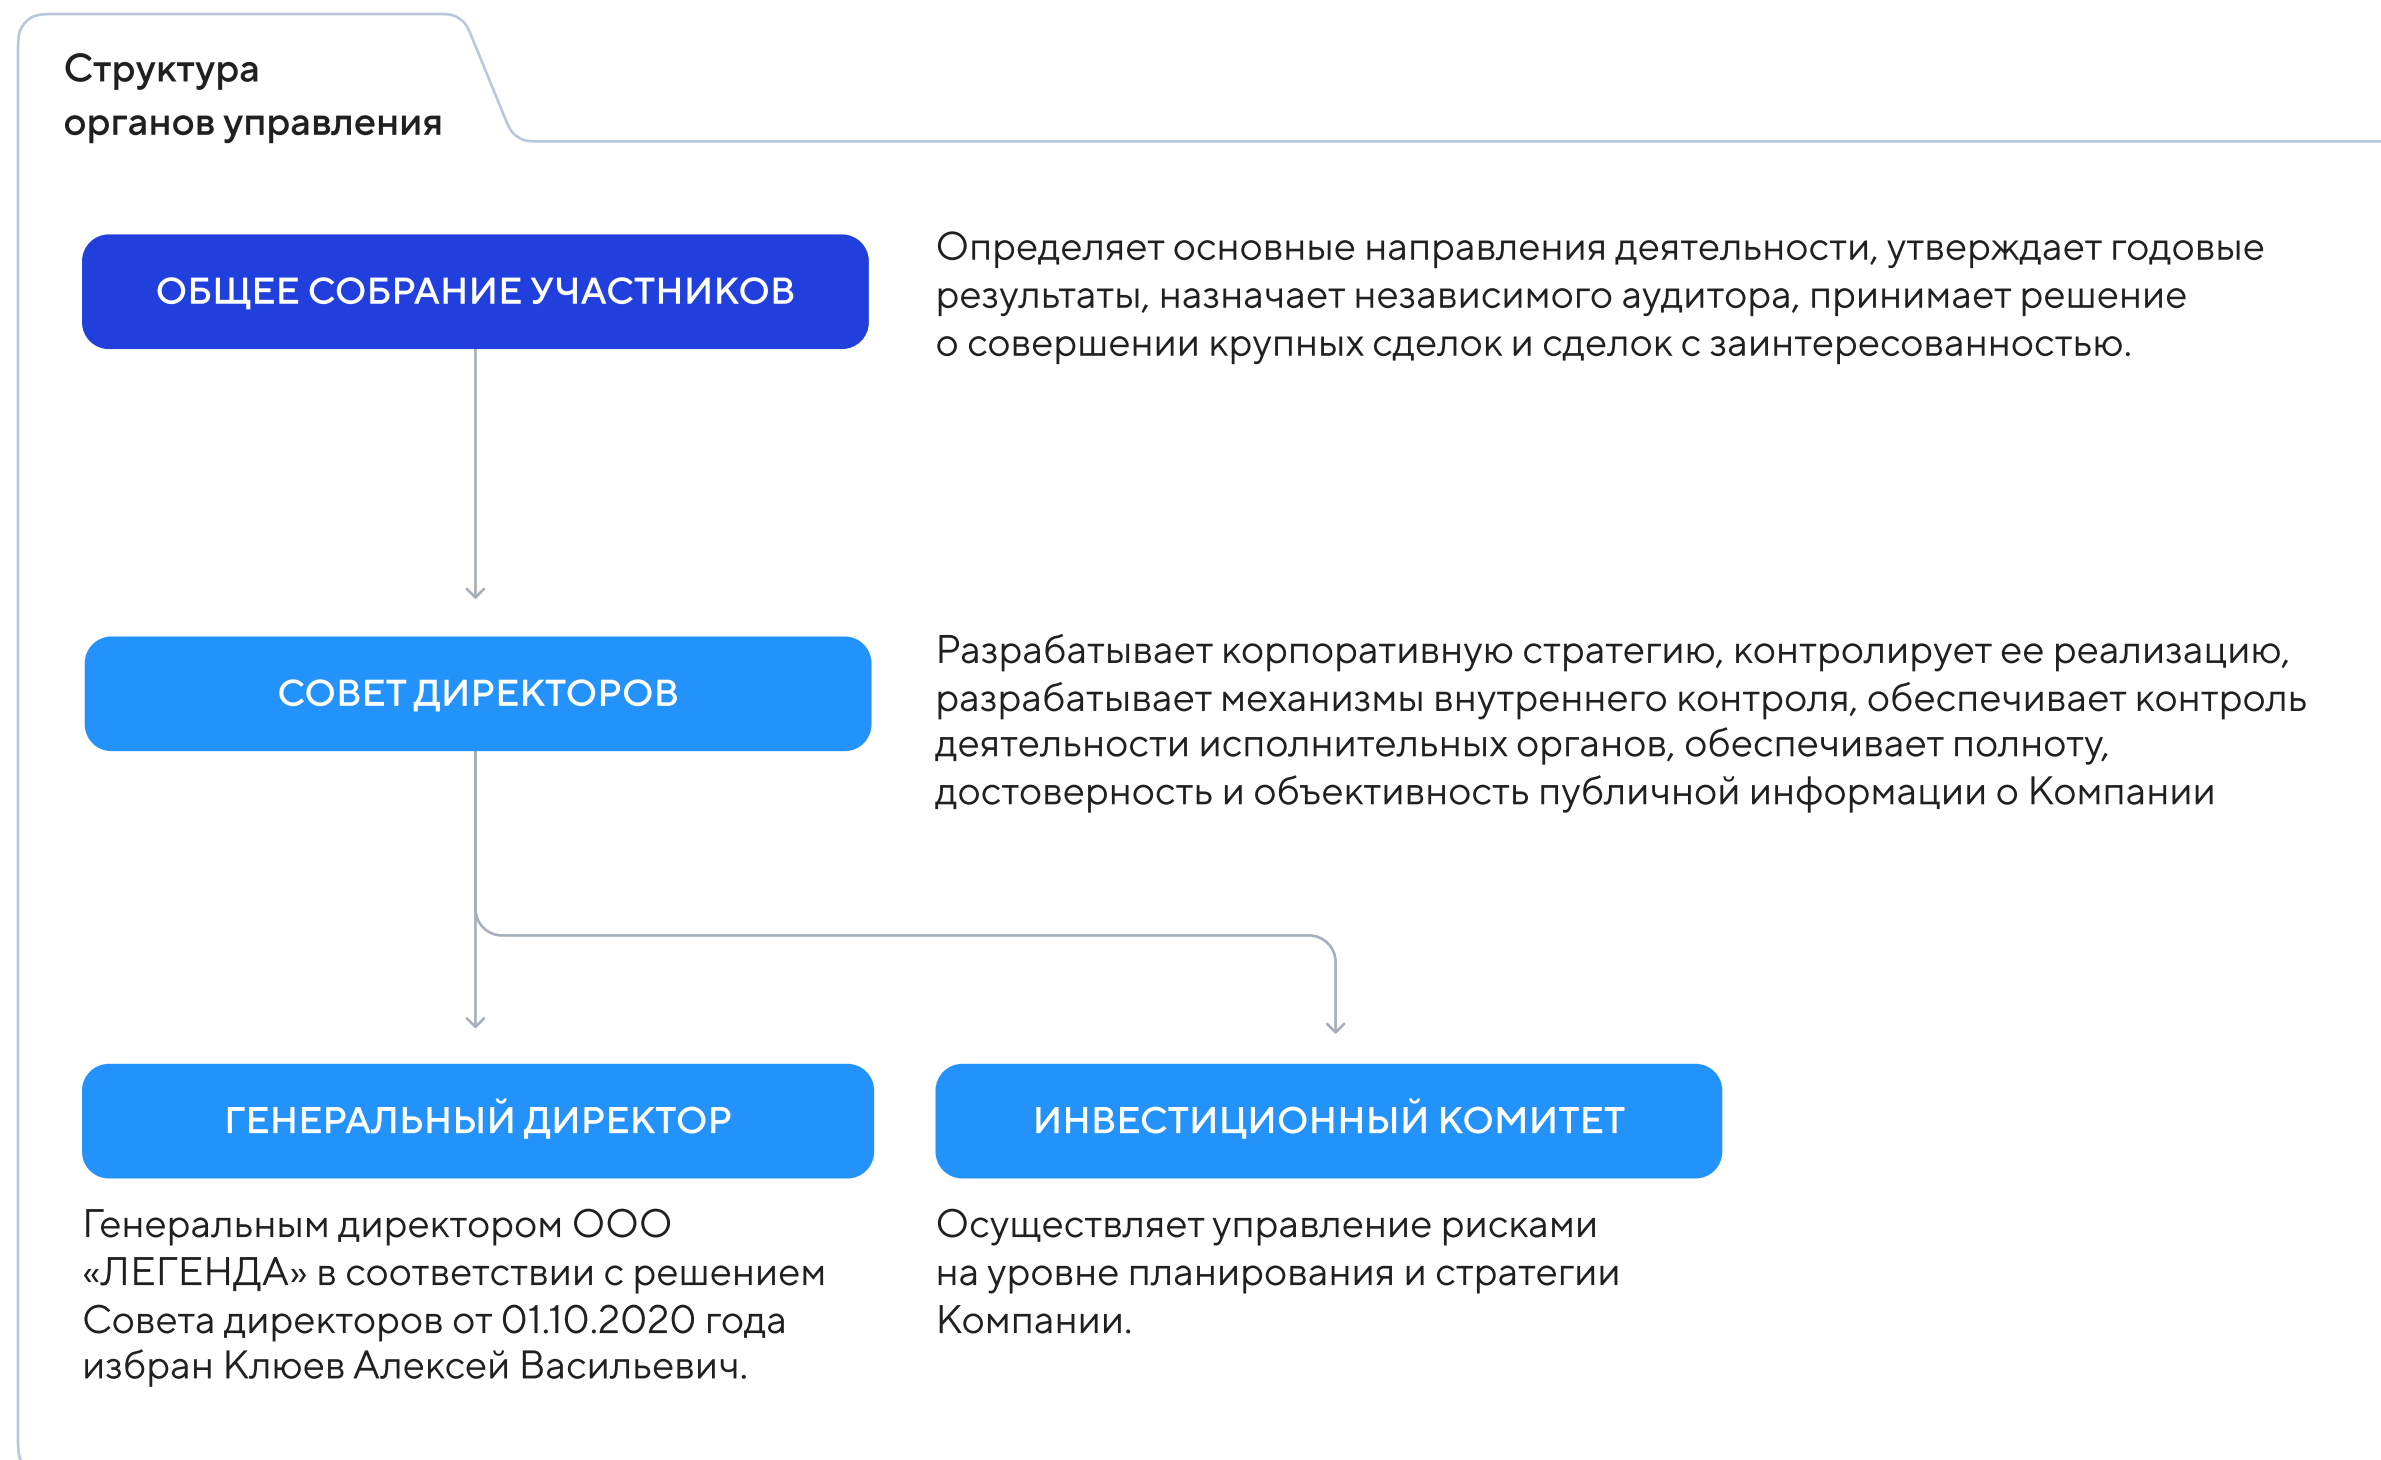 Структура
органов управления
ОБЩЕЕ СОБРАНИЕ УЧАСТНИКОВ
Определяет основные направления деятельности, утверждает годовые
результаты, назначает независимого аудитора, принимает решение
о совершении крупных сделок и сделок с заинтересованностью.
СОВЕТ ДИРЕКТОРОВ
Разрабатывает корпоративную стратегию, контролирует ее реализацию,
разрабатывает механизмы внутреннего контроля, обеспечивает контроль
деятельности исполнительных органов, обеспечивает полноту,
достоверность и объективность публичной информации о Компании
ГЕНЕРАЛЬНЫЙ ДИРЕКТОР
Генеральным директором ООО
«ЛЕГЕНДА» в соответствии с решением
Совета директоров от 01.10.2020 года
избран Клюев Алексей Васильевич.
ИНВЕСТИЦИОННЫЙ КОМИТЕТ
Осуществляет управление рисками
на уровне планирования и стратегии
Компании.